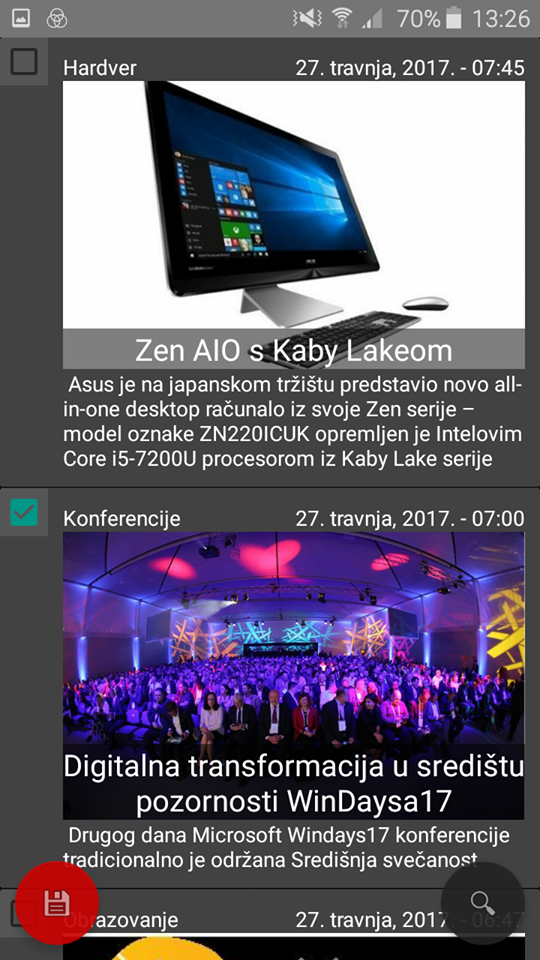 70% 13:26
Hardver 27. travnja, 2017. - 07:45
Zen AIO s Kaby Lakeom
Asus je na japanskom tržištu predstavio novo all-
in-one desktop računalo iz svoje Zen serije –
model oznake ZN220ICUK opremljen je Intelovim
Core i5-7200U procesorom iz Kaby Lake serije
Konferencije 27. travnja, 2017. - 07:00
Digitalna transformacija u središtu
pozornosti WinDaysa17
Drugog dana Microsoft Windays17 konferencije
tradicionalno je održana Središnja svečanost
Obrazovanje 27. travnja, 2017. - 06:47